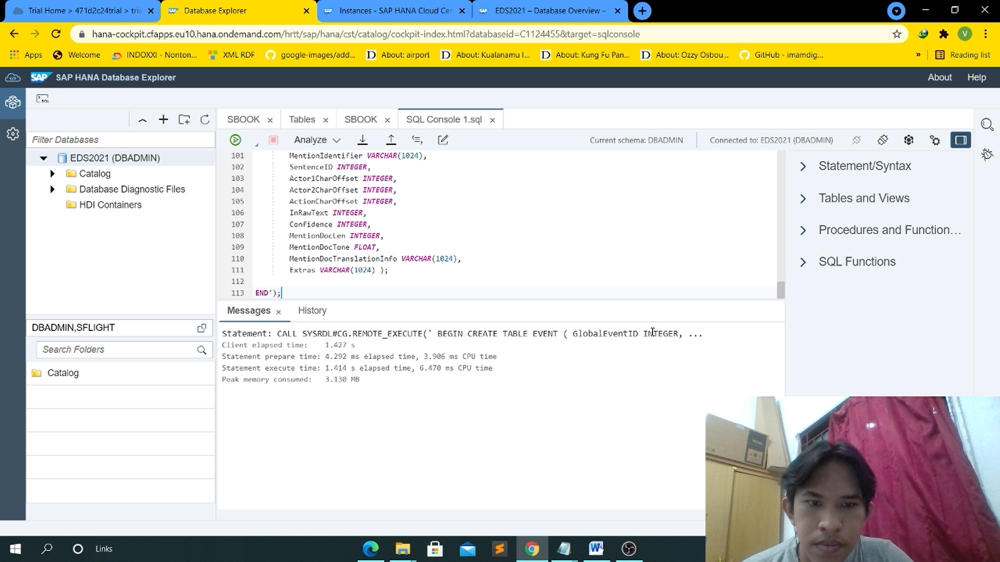 Trial Home > 471d2c24trial > tria
Database Explorer
Instances - SAP HANA Cloud Cen
EDS2021 – Database Overview –
hana-cockpit.cfapps.eu10.hana.ondemand.com/hrtt/sap/hana/cst/catalog/cockpit-index.html?databaseid=C1124455&target=sqlconsole
V
Apps
Welcome
INDOXXI - Nonton...
XML RDF
google-images/add...
About: airport
About: Kualanamu I...
About: Kung Fu Pan...
About: Ozzy Osbou...
GitHub - imamdig...
»
Reading list
SAP
SAP HANA Database Explorer
About
Help
SQL
SBOOK
Tables
SBOOK
SQL Console 1.sql
Filter Databases
EDS2021 (DBADMIN)
Catalog
Database Diagnostic Files
HDI Containers
DBADMIN,SFLIGHT
Search Folders
Catalog
Analyze
Current schema: DBADMIN
Connected to: EDS2021 (DBADMIN)
101 MentionIdentifier VARCHAR(1024),
102 SentenceID INTEGER,
103 Actor1CharOffset INTEGER,
104 Actor2CharOffset INTEGER,
105 ActionCharOffset INTEGER,
106 InRawText INTEGER,
107 Confidence INTEGER,
108 MentionDocLen INTEGER,
109 MentionDocTone FLOAT,
110 MentionDocTranslationInfo VARCHAR(1024),
111 Extras VARCHAR(1024) );
112
113 END');
Statement/Syntax
Tables and Views
Procedures and Function...
SQL Functions
Messages
History
Statement: CALL SYSRDL#CG.REMOTE_EXECUTE(' BEGIN CREATE TABLE EVENT ( GlobalEventID INTEGER, ...
Client elapsed time: 1.427 s
Statement prepare time: 4.292 ms elapsed time, 3.906 ms CPU time
Statement execute time: 1.414 s elapsed time, 6.470 ms CPU time
Peak memory consumed: 3.130 MB
Links